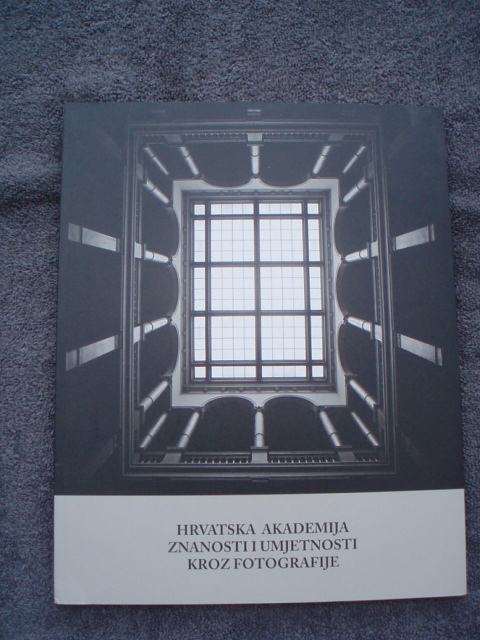 HRVATSKA AKADEMIJA
ZNANOSTI I UMJETNOSTI
KROZ FOTOGRAFIJE